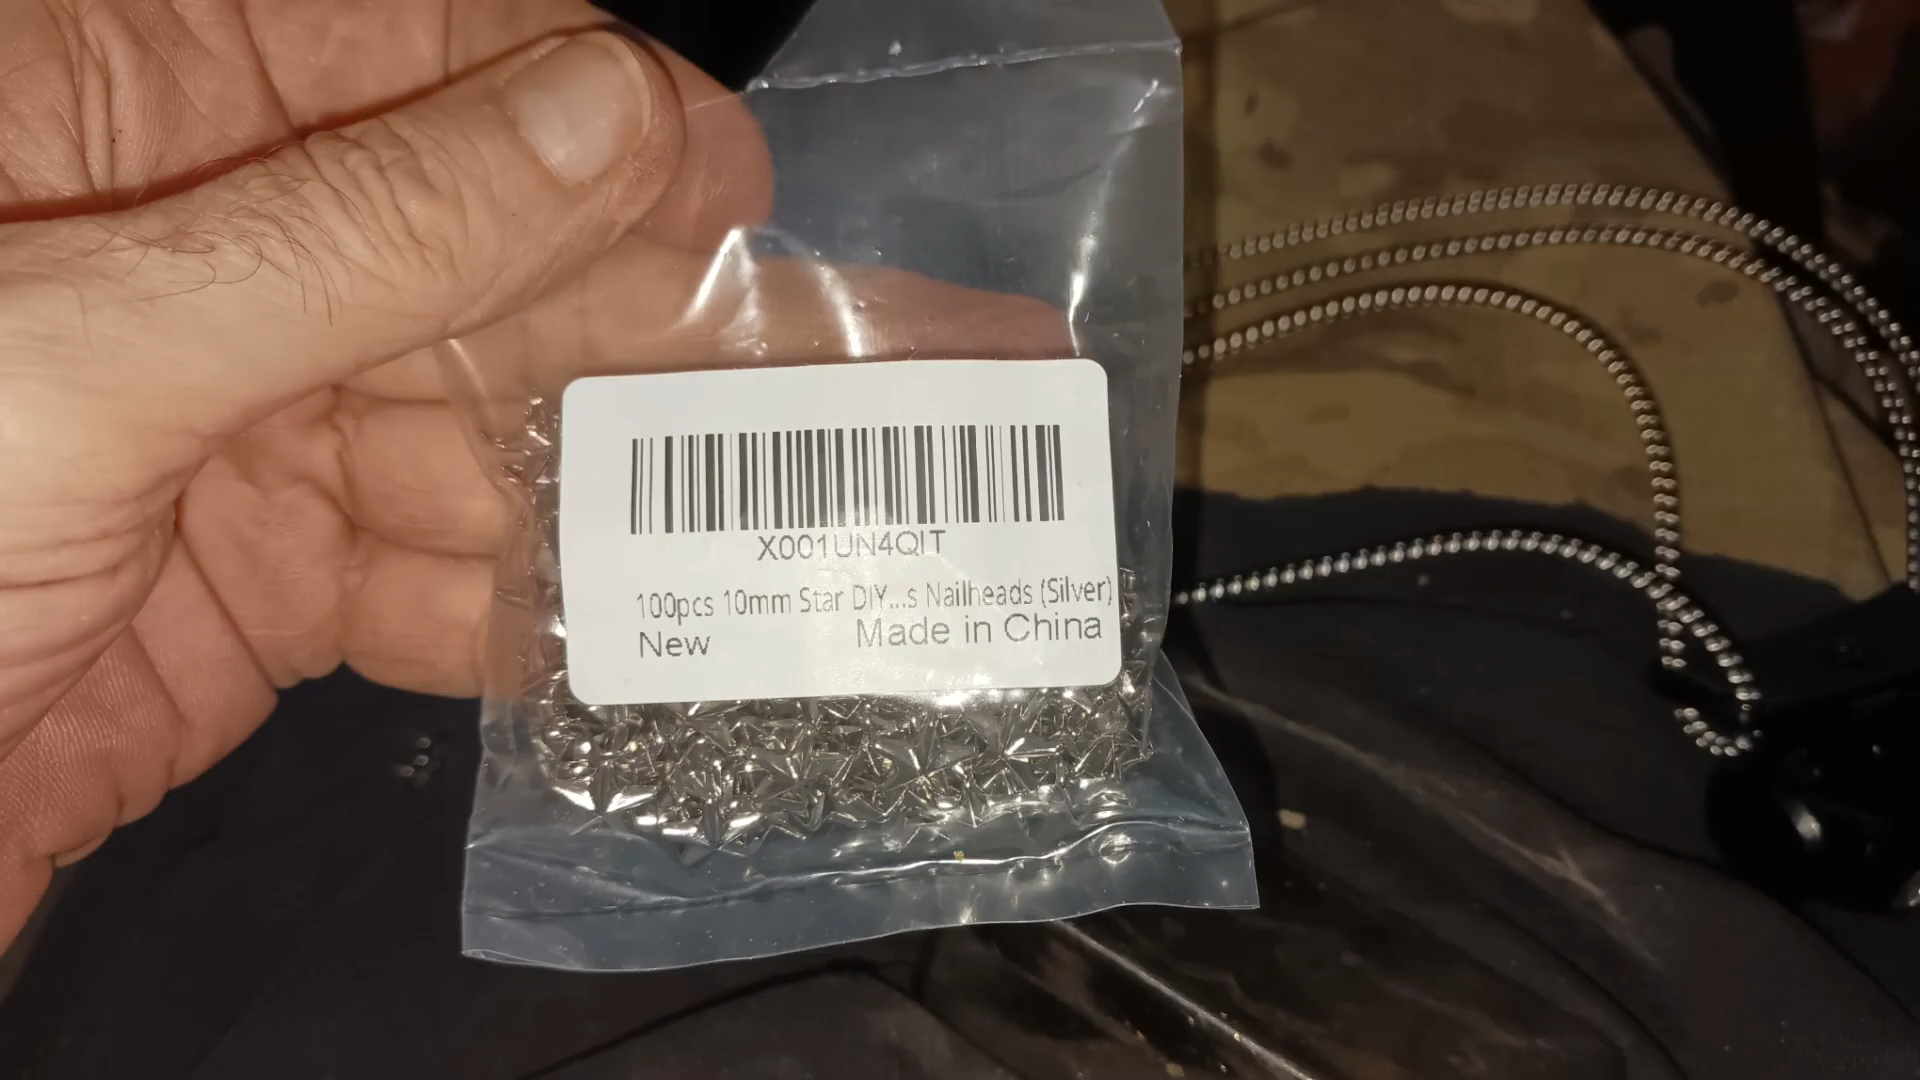 X001UN4QIT
100pcs 10mm Star DIY...s Nailheads (Silver)
New Made in China